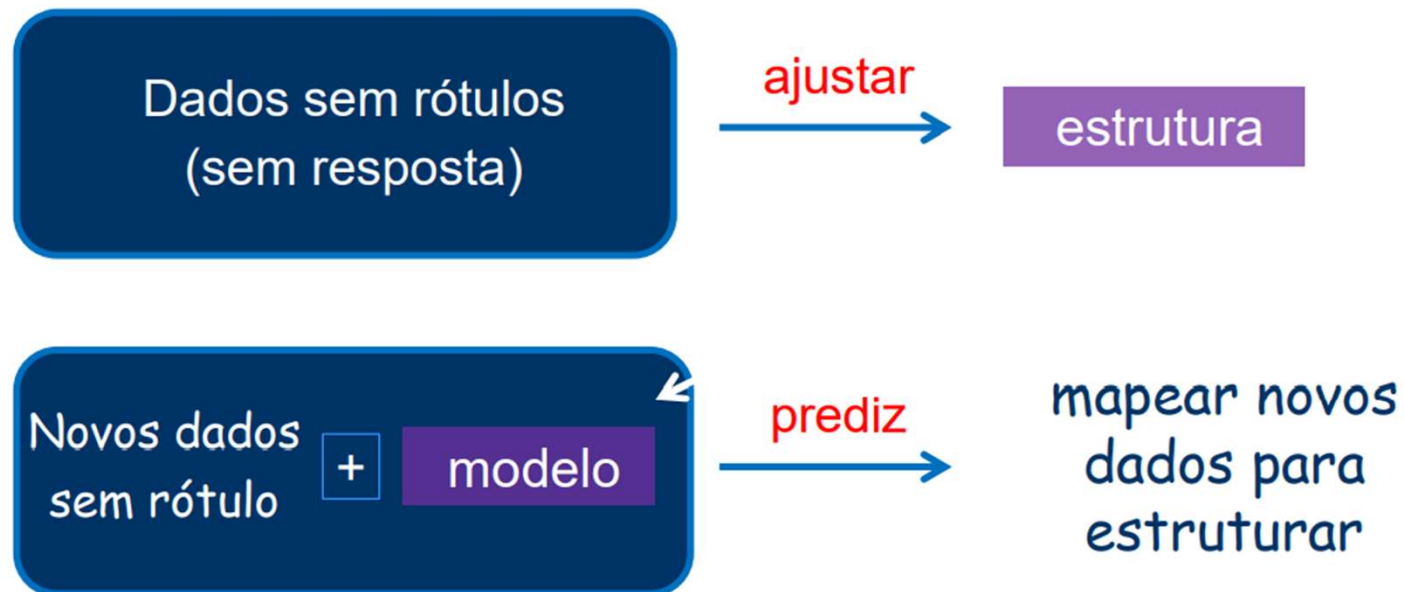 Dados sem rótulos
(sem resposta)
ajustar
estrutura
Novos dados
sem rótulo
+
modelo
prediz
mapear novos
dados para
estruturar